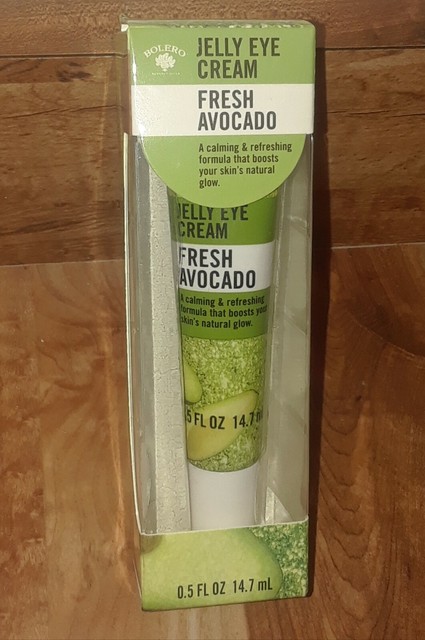 BOLERO
JELLY EYE
CREAM
FRESH
AVOCADO
A calming & refreshing
formula that boosts
your skin's natural
glow.
JELLY EYE
CREAM
FRESH
AVOCADO
A calming & refreshing
formula that boosts your
skin's natural glow.
.5 FL OZ 14.7 m
0.5 FL OZ 14.7 mL